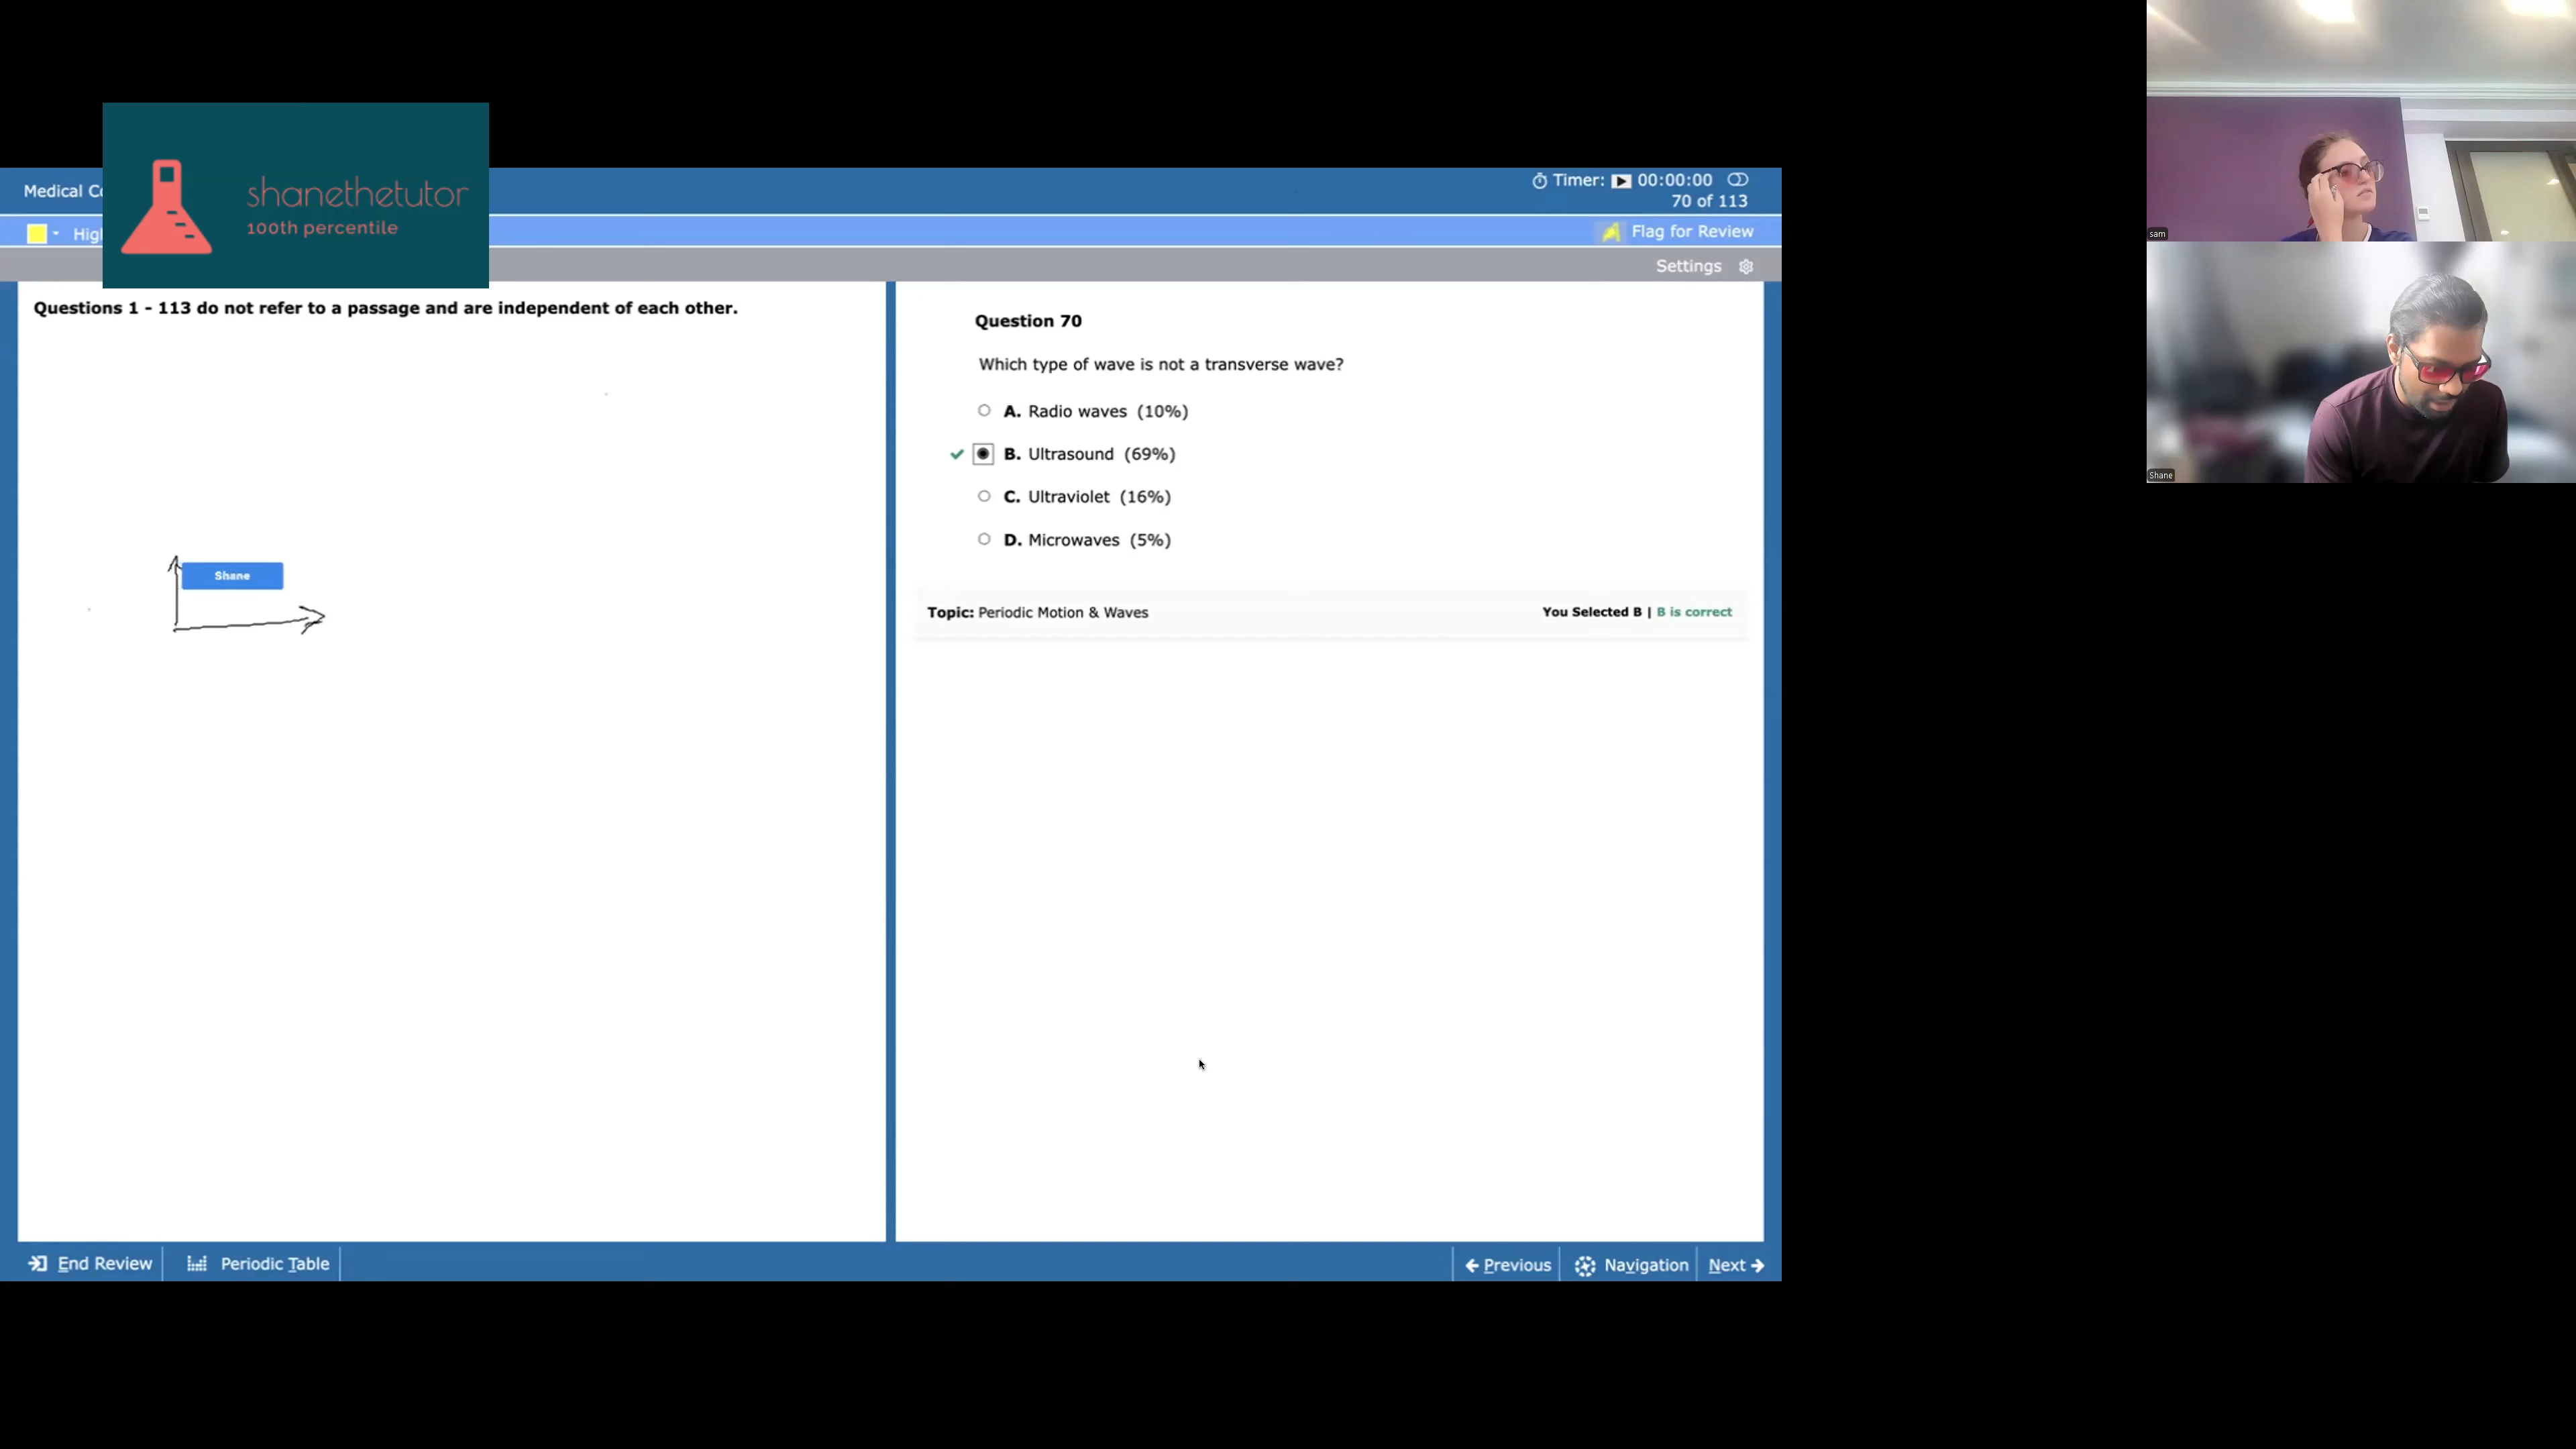 shanethetutor
100th percentile
Medical Co
Timer: 00:00:00
70 of 113
High
Flag for Review
Settings
Questions 1 - 113 do not refer to a passage and are independent of each other.
Shane
Question 70
Which type of wave is not a transverse wave?
A. Radio waves (10%)
B. Ultrasound (69%)
C. Ultraviolet (16%)
D. Microwaves (5%)
Topic: Periodic Motion & Waves
You Selected B | B is correct
End Review
Periodic Table
Previous
Navigation
Next
sam
Shane